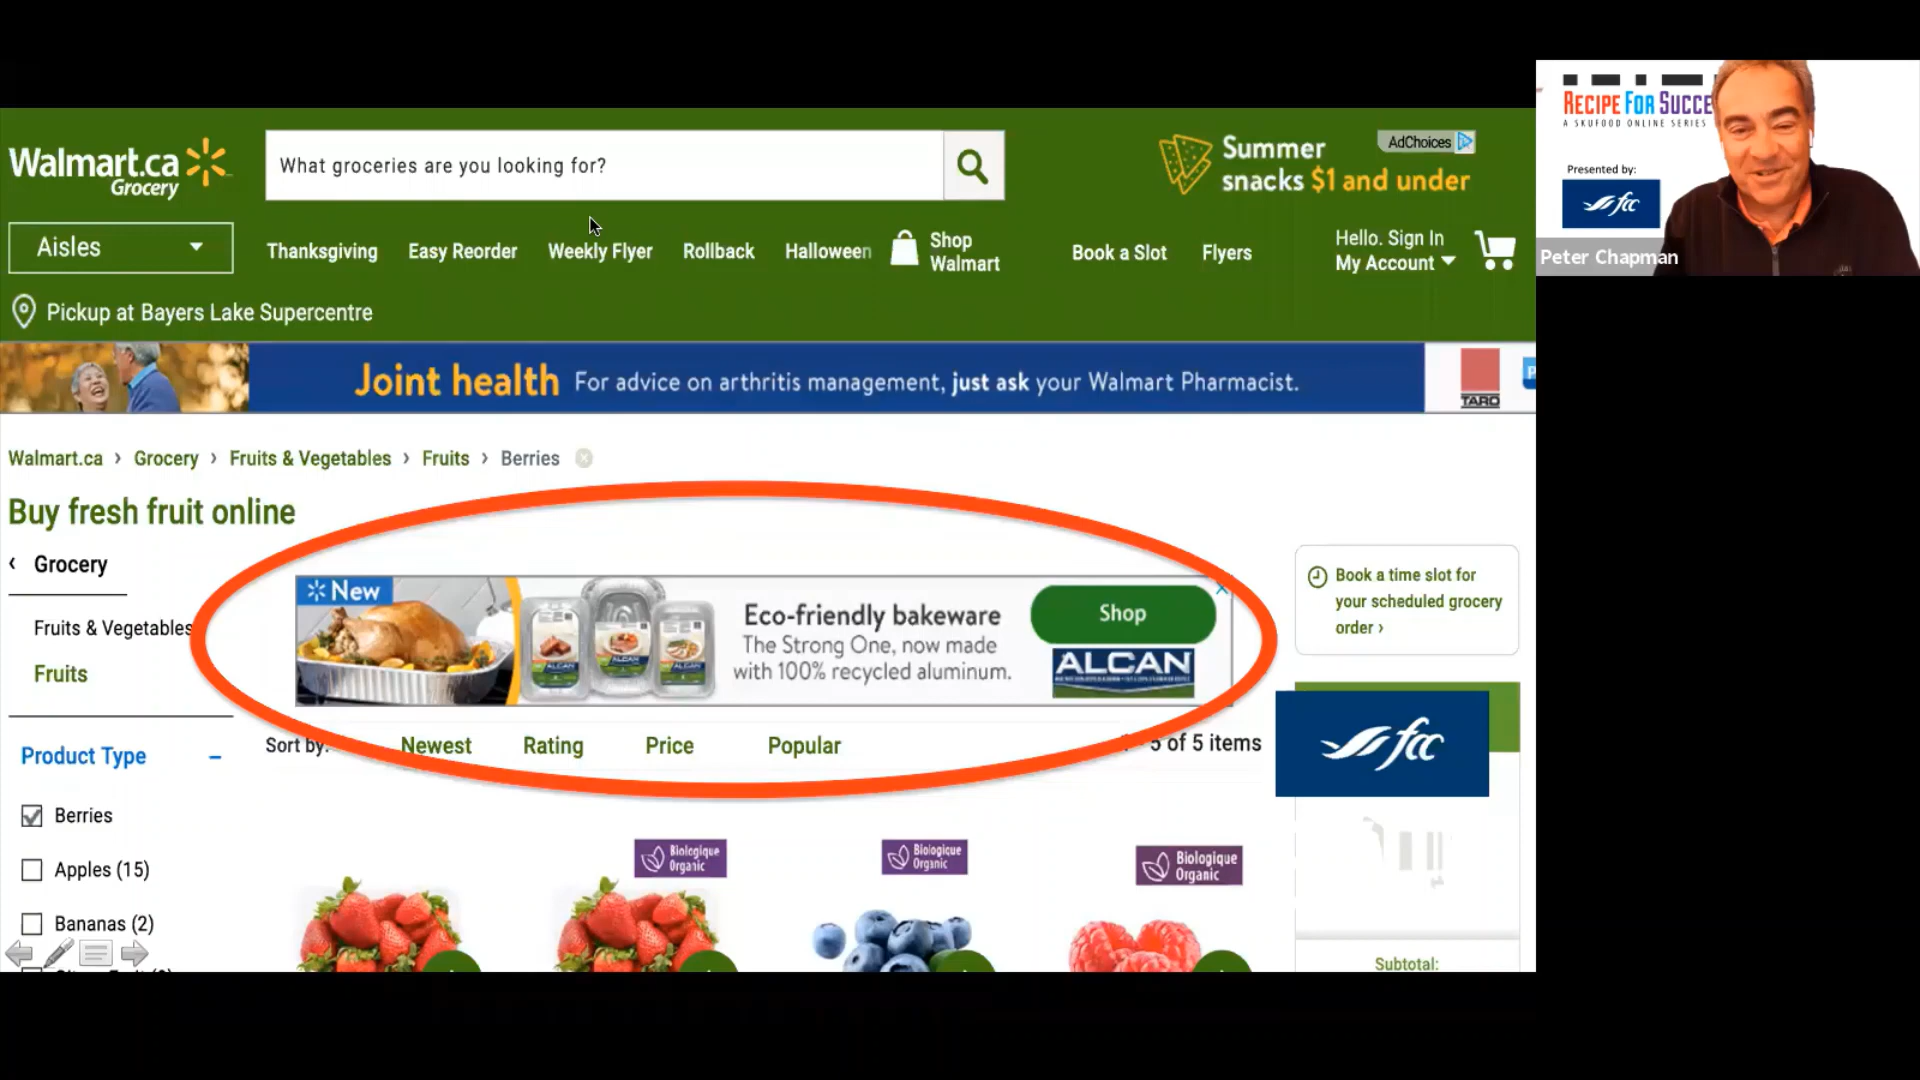 Walmart.ca
Grocery
What groceries are you looking for?
Summer
snacks $1 and under
AdChoices
Aisles
Thanksgiving
Easy Reorder
Weekly Flyer
Rollback
Halloween
Shop
Walmart
Book a Slot
Flyers
Hello. Sign In
My Account
Pickup at Bayers Lake Supercentre
Joint health For advice on arthritis management, just ask your Walmart Pharmacist.
TARO
Walmart.ca › Grocery › Fruits & Vegetables › Fruits › Berries
Buy fresh fruit online
‹ Grocery
Fruits & Vegetables
Fruits
New
Eco-friendly bakeware
The Strong One, now made
with 100% recycled aluminum.
Shop
ALCAN
Book a time slot for
your scheduled grocery
order ›
Sort by:
Newest
Rating
Price
Popular
5 of 5 items
fcc
Product Type
Berries
Apples (15)
Bananas (2)
Biologique
Organic
Biologique
Organic
Biologique
Organic
Subtotal:
RECIPE FOR SUCCE
A SKUFOOD ONLINE SERIES
Presented by:
fcc
Peter Chapman